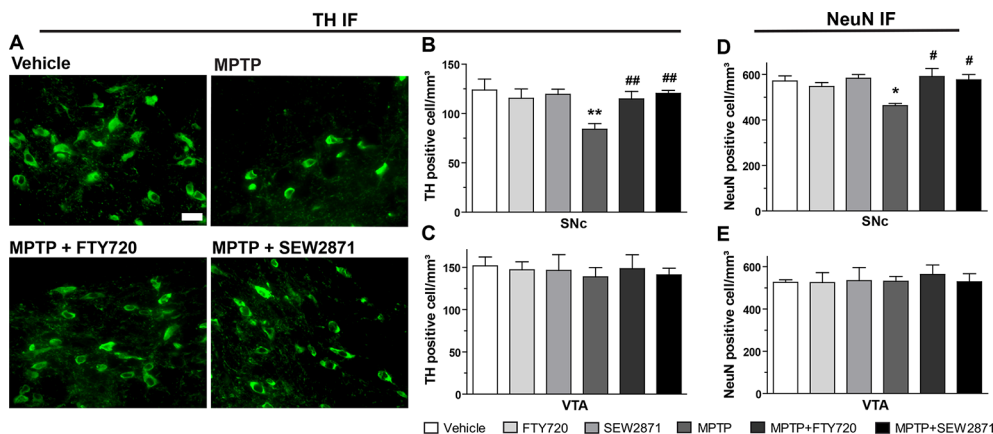 TH IF
NeuN IF
A
Vehicle
MPTP
MPTP + FTY720
MPTP + SEW2871
B
TH positive cell/mm³
150
100
50
0
**
##
##
SNc
C
TH positive cell/mm³
150
100
50
0
VTA
D
NeuN positive cell/mm³
600
400
200
0
*
#
#
SNc
E
NeuN positive cell/mm³
600
400
200
0
VTA
Vehicle FTY720 SEW2871 MPTP MPTP+FTY720 MPTP+SEW2871